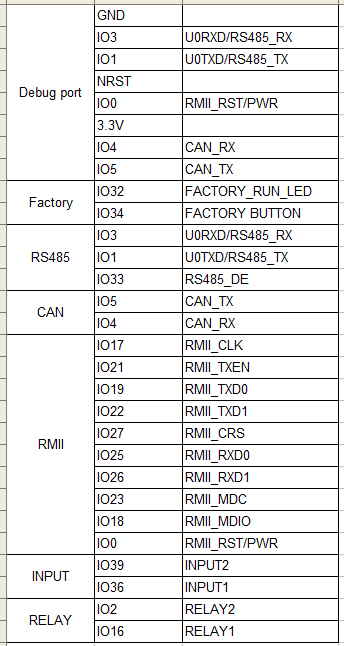 Debug port
GND
IO3 U0RXD/RS485_RX
IO1 U0TXD/RS485_TX
NRST
IO0 RMII_RST/PWR
3.3V
IO4 CAN_RX
IO5 CAN_TX
Factory
IO32 FACTORY_RUN_LED
IO34 FACTORY BUTTON
RS485
IO3 U0RXD/RS485_RX
IO1 U0TXD/RS485_TX
IO33 RS485_DE
CAN
IO5 CAN_TX
IO4 CAN_RX
RMII
IO17 RMII_CLK
IO21 RMII_TXEN
IO19 RMII_TXD0
IO22 RMII_TXD1
IO27 RMII_CRS
IO25 RMII_RXD0
IO26 RMII_RXD1
IO23 RMII_MDC
IO18 RMII_MDIO
IO0 RMII_RST/PWR
INPUT
IO39 INPUT2
IO36 INPUT1
RELAY
IO2 RELAY2
IO16 RELAY1